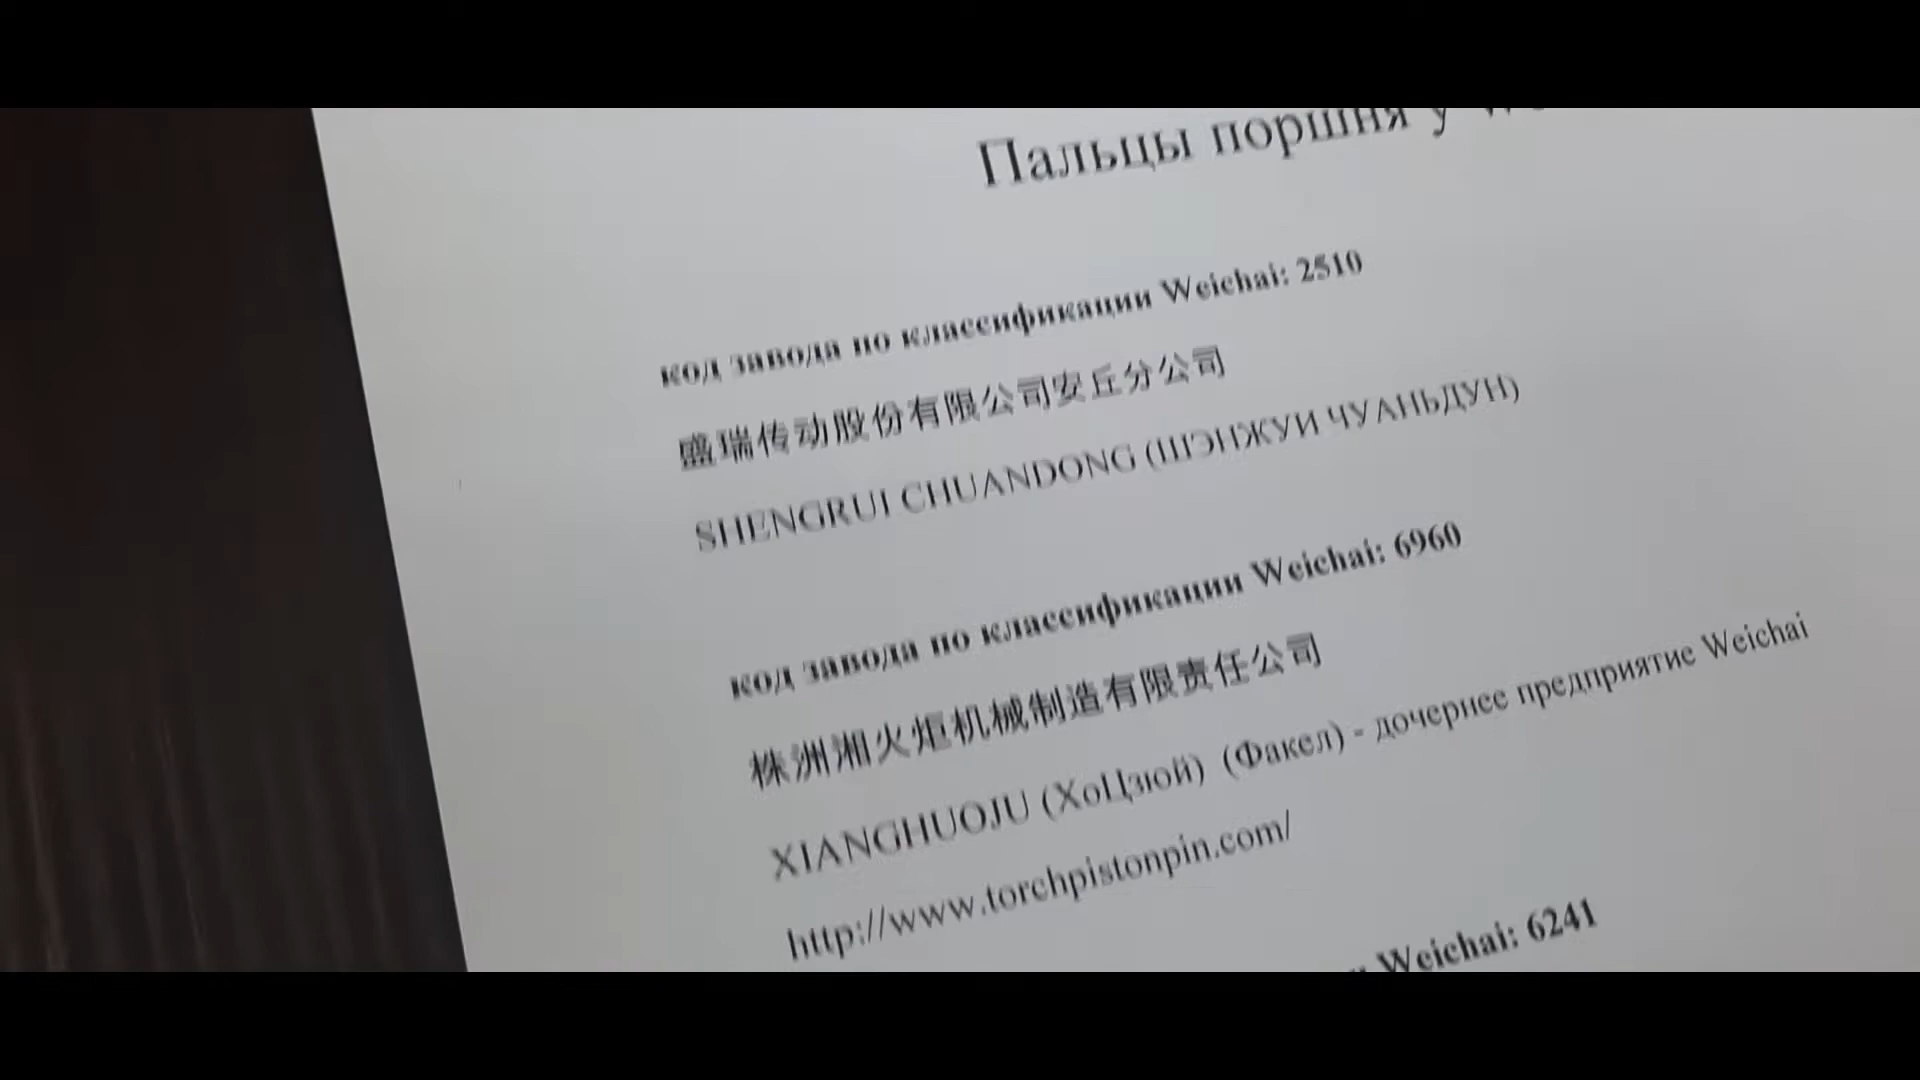 Пальцы поршня у
код завода по классификации Weichai: 2510
盛瑞传动股份有限公司安丘分公司
SHENGRUI CHUANDONG (ШЭНЖУИ ЧУАНЬДУН)
код завода по классификации Weichai: 6960
株洲湘火炬机械制造有限责任公司
XIANGHUOJU (ХоЦзюй) (Факел) - дочернее предприятие Weichai
http://www.torchpistonpin.com/
Weichai: 6241